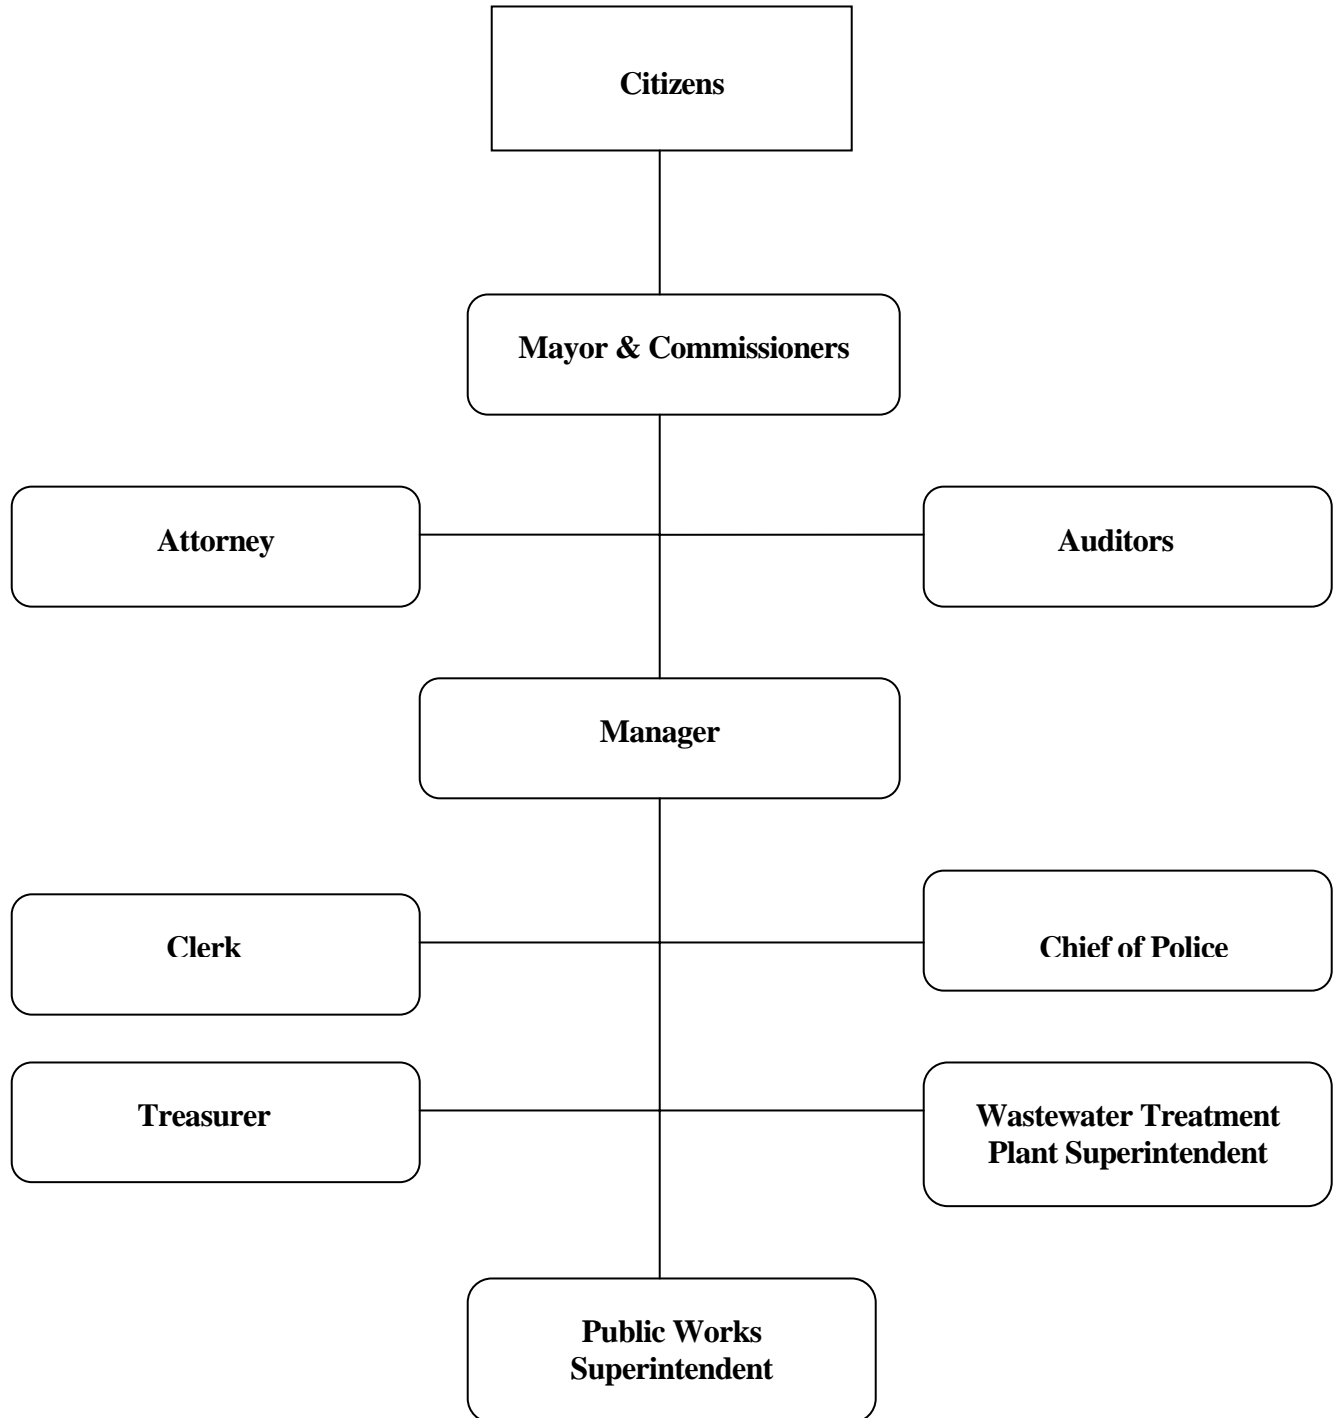 Citizens
Mayor & Commissioners
Attorney
Auditors
Manager
Clerk
Chief of Police
Treasurer
Wastewater Treatment
Plant Superintendent
Public Works
Superintendent